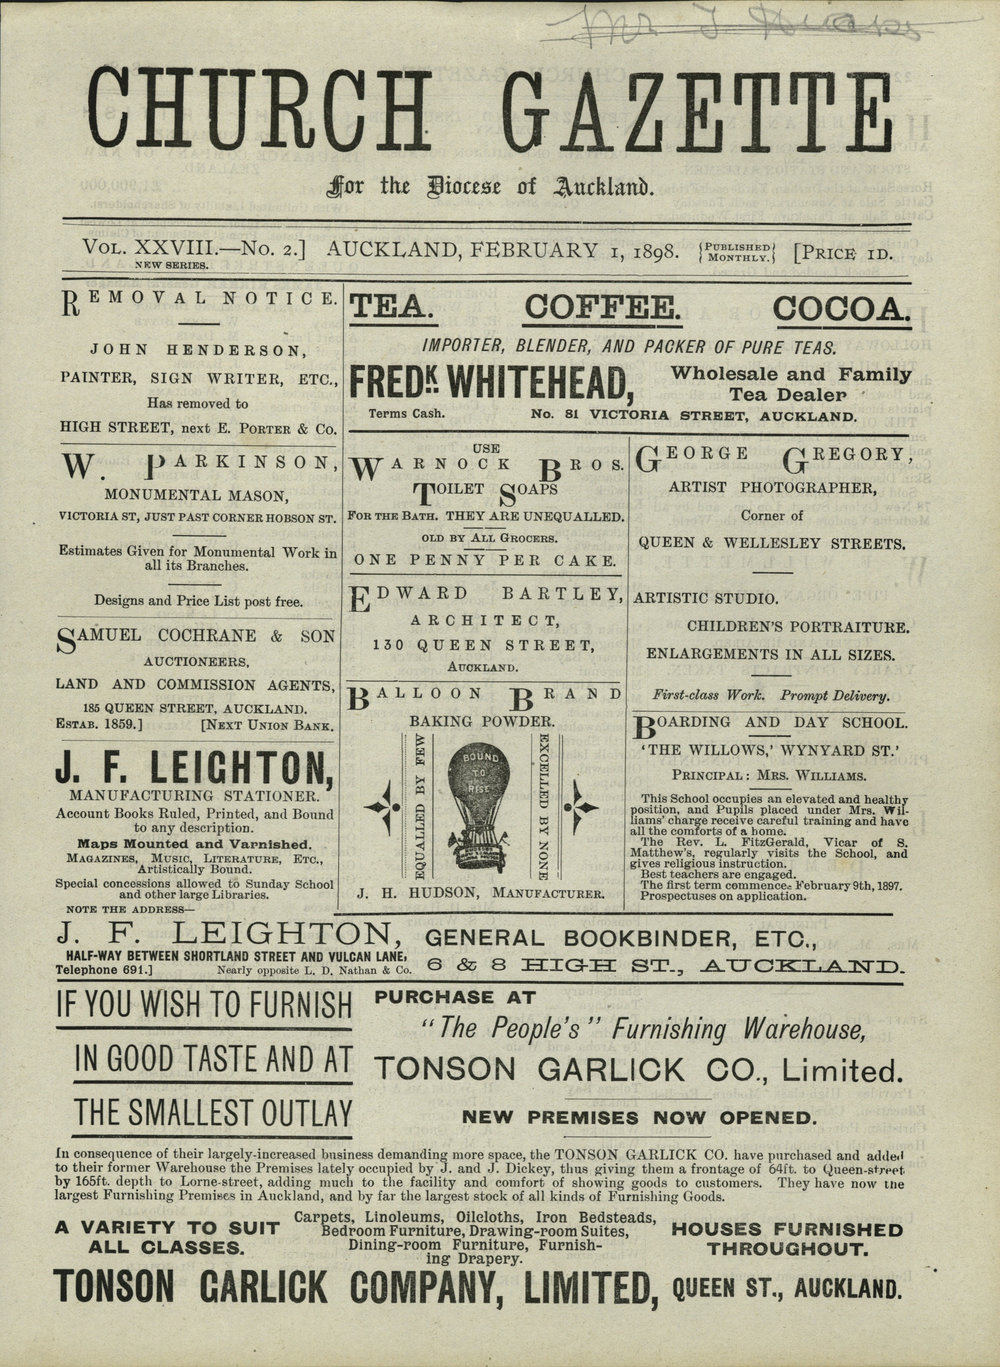 CHURCH GAZETTE
For the Diocese of Auckland.
VOL. XXVIII.—NO. 2.] AUCKLAND, FEBRUARY 1, 1898. {PUBLISHED MONTHLY.} [PRICE 1D.
NEW SERIES.
REMOVAL NOTICE.
JOHN HENDERSON,
PAINTER, SIGN WRITER, ETC.,
Has removed to
HIGH STREET, next E. PORTER & Co.
W. PARKINSON,
MONUMENTAL MASON,
VICTORIA ST, JUST PAST CORNER HOBSON ST.
Estimates Given for Monumental Work in
all its Branches.
Designs and Price List post free.
SAMUEL COCHRANE & SON
AUCTIONEERS,
LAND AND COMMISSION AGENTS,
185 QUEEN STREET, AUCKLAND.
ESTAB. 1859.] [NEXT UNION BANK.
J. F. LEIGHTON,
MANUFACTURING STATIONER.
Account Books Ruled, Printed, and Bound
to any description.
Maps Mounted and Varnished.
MAGAZINES, MUSIC, LITERATURE, ETC.,
Artistically Bound.
Special concessions allowed to Sunday School
and other large Libraries.
NOTE THE ADDRESS—
TEA. COFFEE. COCOA.
IMPORTER, BLENDER, AND PACKER OF PURE TEAS.
FREDK. WHITEHEAD,
Wholesale and Family
Tea Dealer
Terms Cash. No. 81 VICTORIA STREET, AUCKLAND.
USE
WARNOCK BROS.
TOILET SOAPS
FOR THE BATH. THEY ARE UNEQUALLED.
OLD BY ALL GROCERS.
ONE PENNY PER CAKE.
EDWARD BARTLEY,
ARCHITECT,
130 QUEEN STREET,
AUCKLAND.
BALLOON BRAND
BAKING POWDER.
EQUALLED BY FEW
BOUND
TO
RISE
EXCELLED BY NONE
J. H. HUDSON, MANUFACTURER.
GEORGE GREGORY,
ARTIST PHOTOGRAPHER,
Corner of
QUEEN & WELLESLEY STREETS.
ARTISTIC STUDIO.
CHILDREN'S PORTRAITURE.
ENLARGEMENTS IN ALL SIZES.
First-class Work. Prompt Delivery.
BOARDING AND DAY SCHOOL.
'THE WILLOWS,' WYNYARD ST.'
PRINCIPAL: MRS. WILLIAMS.
This School occupies an elevated and healthy
position, and Pupils placed under Mrs. Wil-
liams' charge receive careful training and have
all the comforts of a home.
The Rev. L. FitzGerald, Vicar of S.
Matthew's, regularly visits the School, and
gives religious instruction.
Best teachers are engaged.
The first term commences February 9th, 1897.
Prospectuses on application.
J. F. LEIGHTON, GENERAL BOOKBINDER, ETC.,
HALF-WAY BETWEEN SHORTLAND STREET AND VULCAN LANE,
Telephone 691.] Nearly opposite L. D. Nathan & Co.
6 & 8 HIGH ST., AUCKLAND.
IF YOU WISH TO FURNISH
IN GOOD TASTE AND AT
THE SMALLEST OUTLAY
PURCHASE AT
"The People's" Furnishing Warehouse,
TONSON GARLICK CO., Limited.
NEW PREMISES NOW OPENED.
In consequence of their largely-increased business demanding more space, the TONSON GARLICK CO. have purchased and added
to their former Warehouse the Premises lately occupied by J. and J. Dickey, thus giving them a frontage of 64ft. to Queen-street
by 165ft. depth to Lorne-street, adding much to the facility and comfort of showing goods to customers. They have now the
largest Furnishing Premises in Auckland, and by far the largest stock of all kinds of Furnishing Goods.
A VARIETY TO SUIT
ALL CLASSES.
Carpets, Linoleums, Oilcloths, Iron Bedsteads,
Bedroom Furniture, Drawing-room Suites,
Dining-room Furniture, Furnish-
ing Drapery.
HOUSES FURNISHED
THROUGHOUT.
TONSON GARLICK COMPANY, LIMITED, QUEEN ST., AUCKLAND.